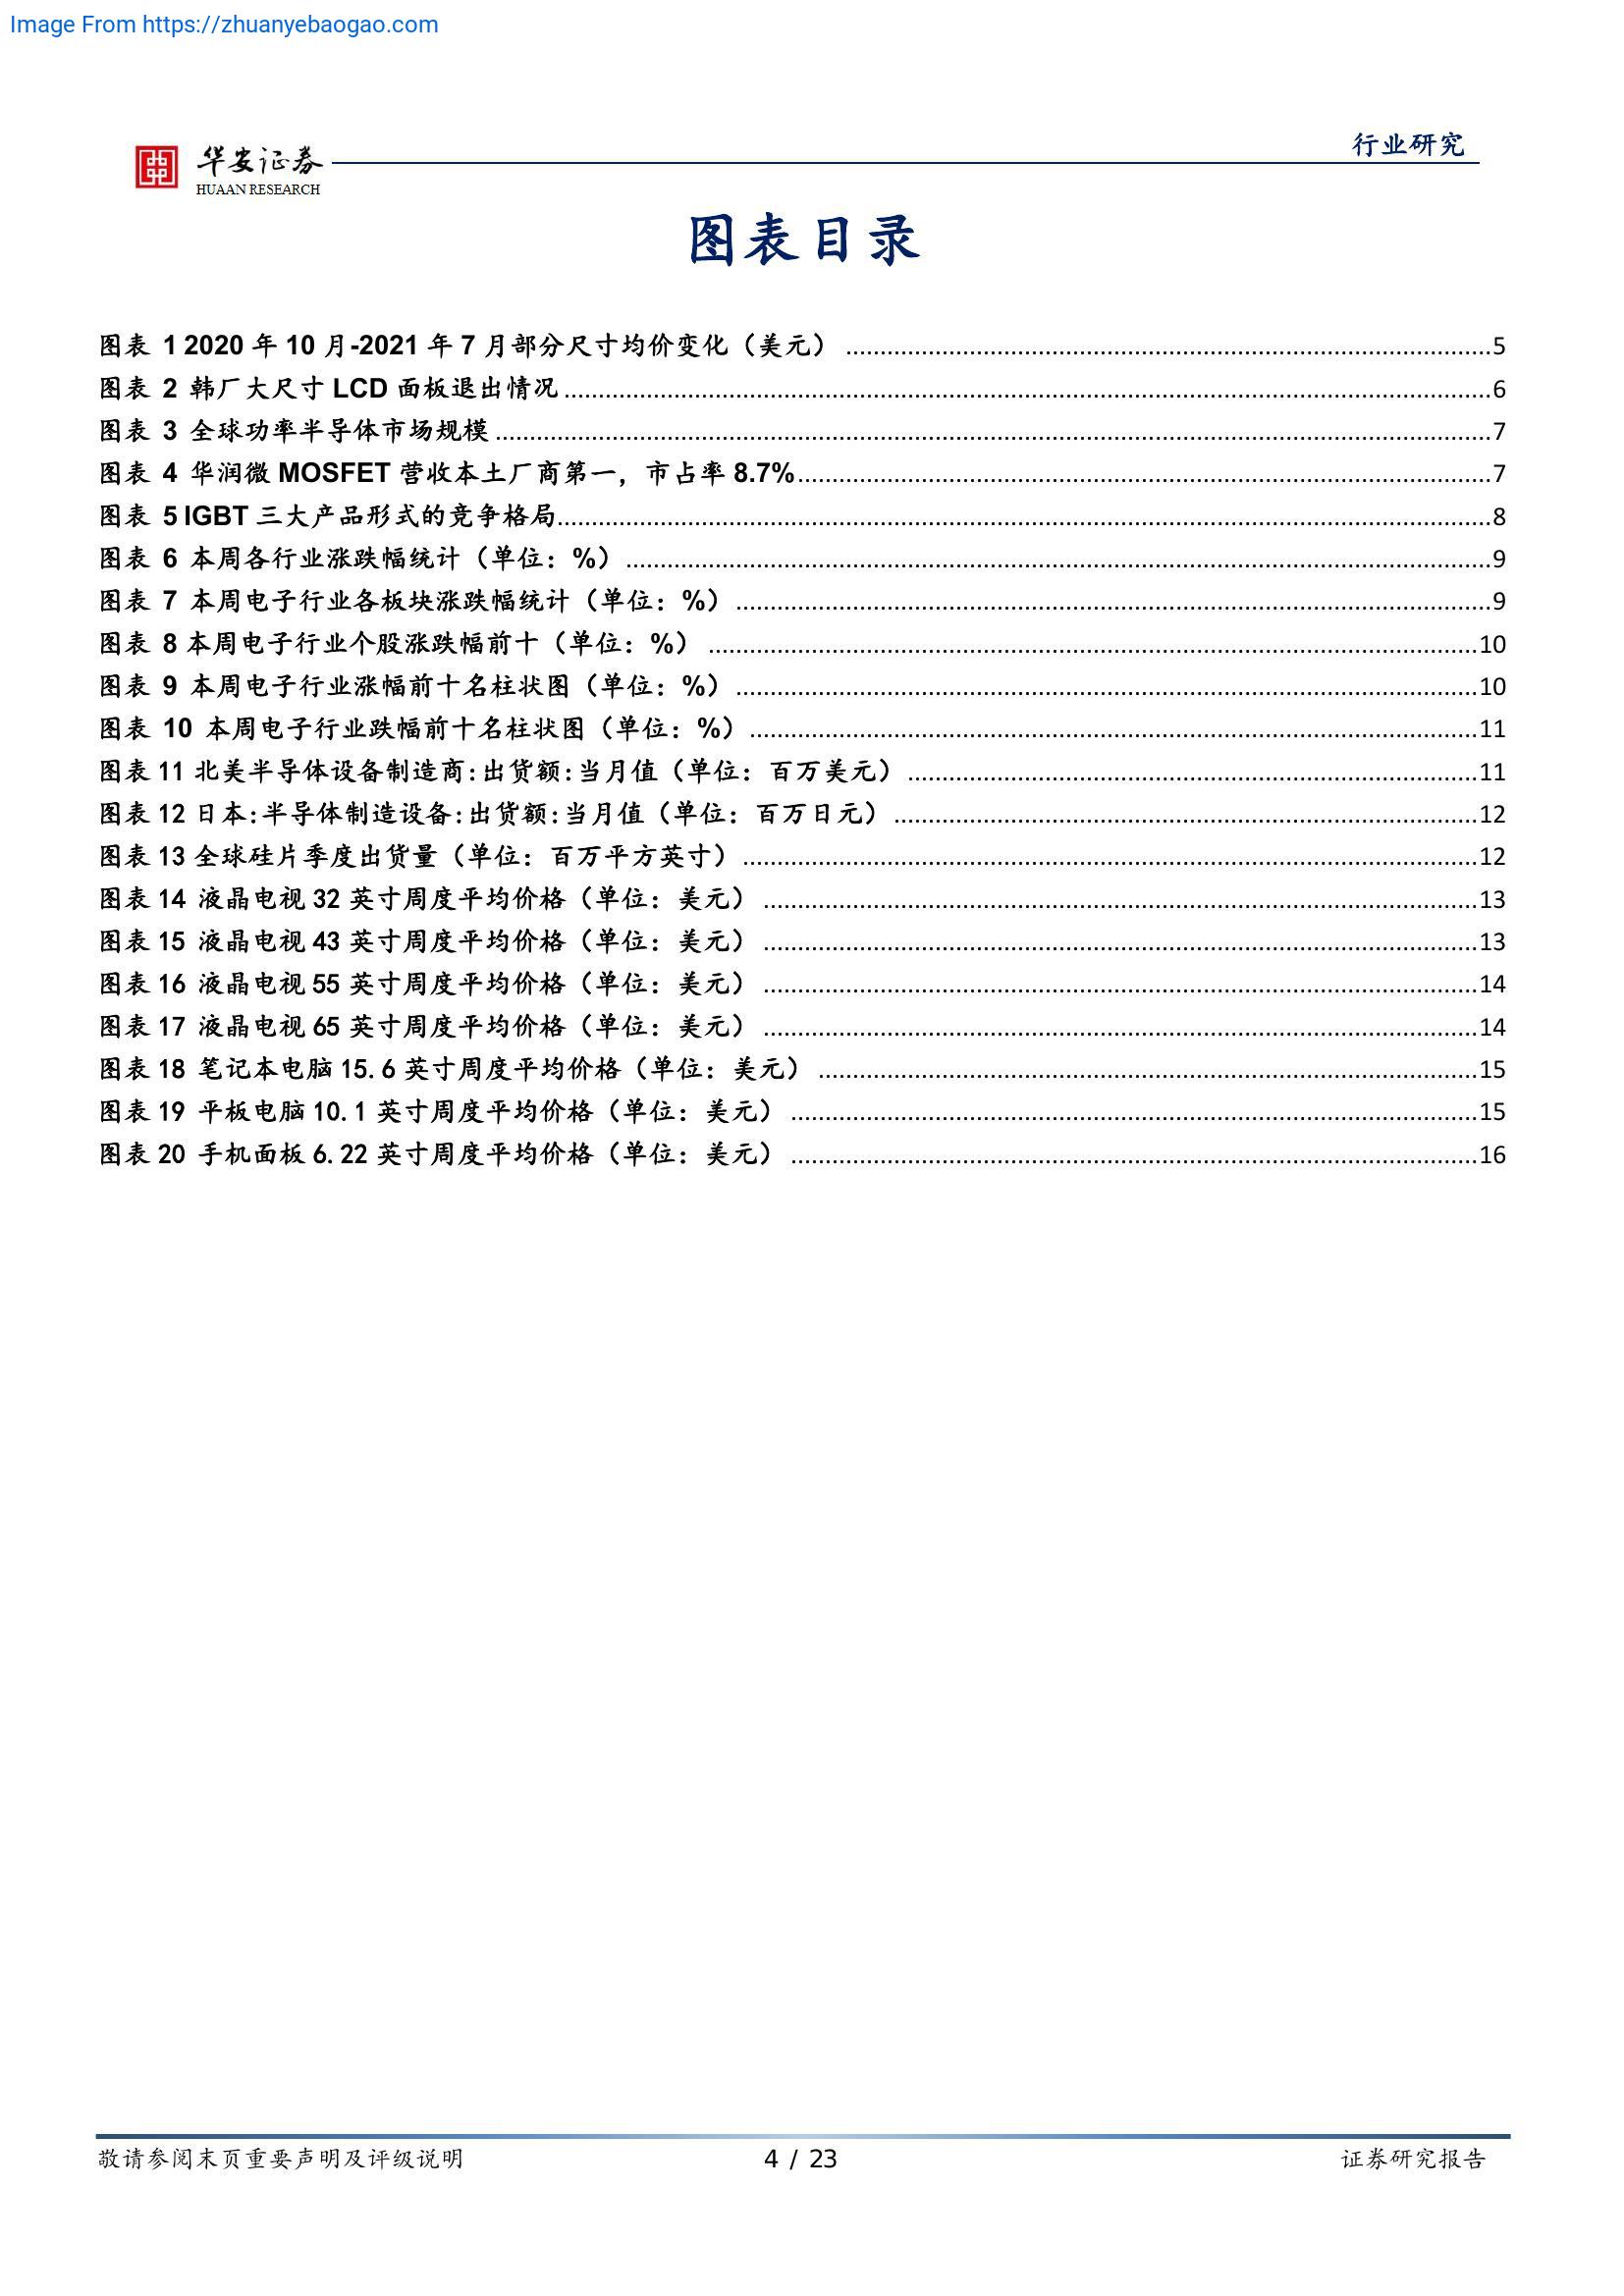 Image From https://zhuanyebaogao.com
行业研究
华安证券
HUAAN RESEARCH
图表目录
图表 1 2020 年 10 月-2021 年 7 月部分尺寸均价变化（美元） ........................................5
图表 2 韩厂大尺寸 LCD 面板退出情况........................................6
图表 3 全球功率半导体市场规模........................................7
图表 4 华润微 MOSFET 营收本土厂商第一，市占率 8.7%........................................7
图表 5 IGBT 三大产品形式的竞争格局........................................8
图表 6 本周各行业涨跌幅统计（单位：%） ........................................9
图表 7 本周电子行业各板块涨跌幅统计（单位：%） ........................................9
图表 8 本周电子行业个股涨跌幅前十（单位：%） ........................................10
图表 9 本周电子行业涨幅前十名柱状图（单位：%） ........................................10
图表 10 本周电子行业跌幅前十名柱状图（单位：%） ........................................11
图表 11 北美半导体设备制造商:出货额:当月值（单位：百万美元） ........................................11
图表 12 日本:半导体制造设备:出货额:当月值（单位：百万日元） ........................................12
图表 13 全球硅片季度出货量（单位：百万平方英寸） ........................................12
图表 14 液晶电视 32 英寸周度平均价格（单位：美元） ........................................13
图表 15 液晶电视 43 英寸周度平均价格（单位：美元） ........................................13
图表 16 液晶电视 55 英寸周度平均价格（单位：美元） ........................................14
图表 17 液晶电视 65 英寸周度平均价格（单位：美元） ........................................14
图表 18 笔记本电脑 15.6 英寸周度平均价格（单位：美元） ........................................15
图表 19 平板电脑 10.1 英寸周度平均价格（单位：美元） ........................................15
图表 20 手机面板 6.22 英寸周度平均价格（单位：美元） ........................................16
敬请参阅末页重要声明及评级说明
4 / 23
证券研究报告